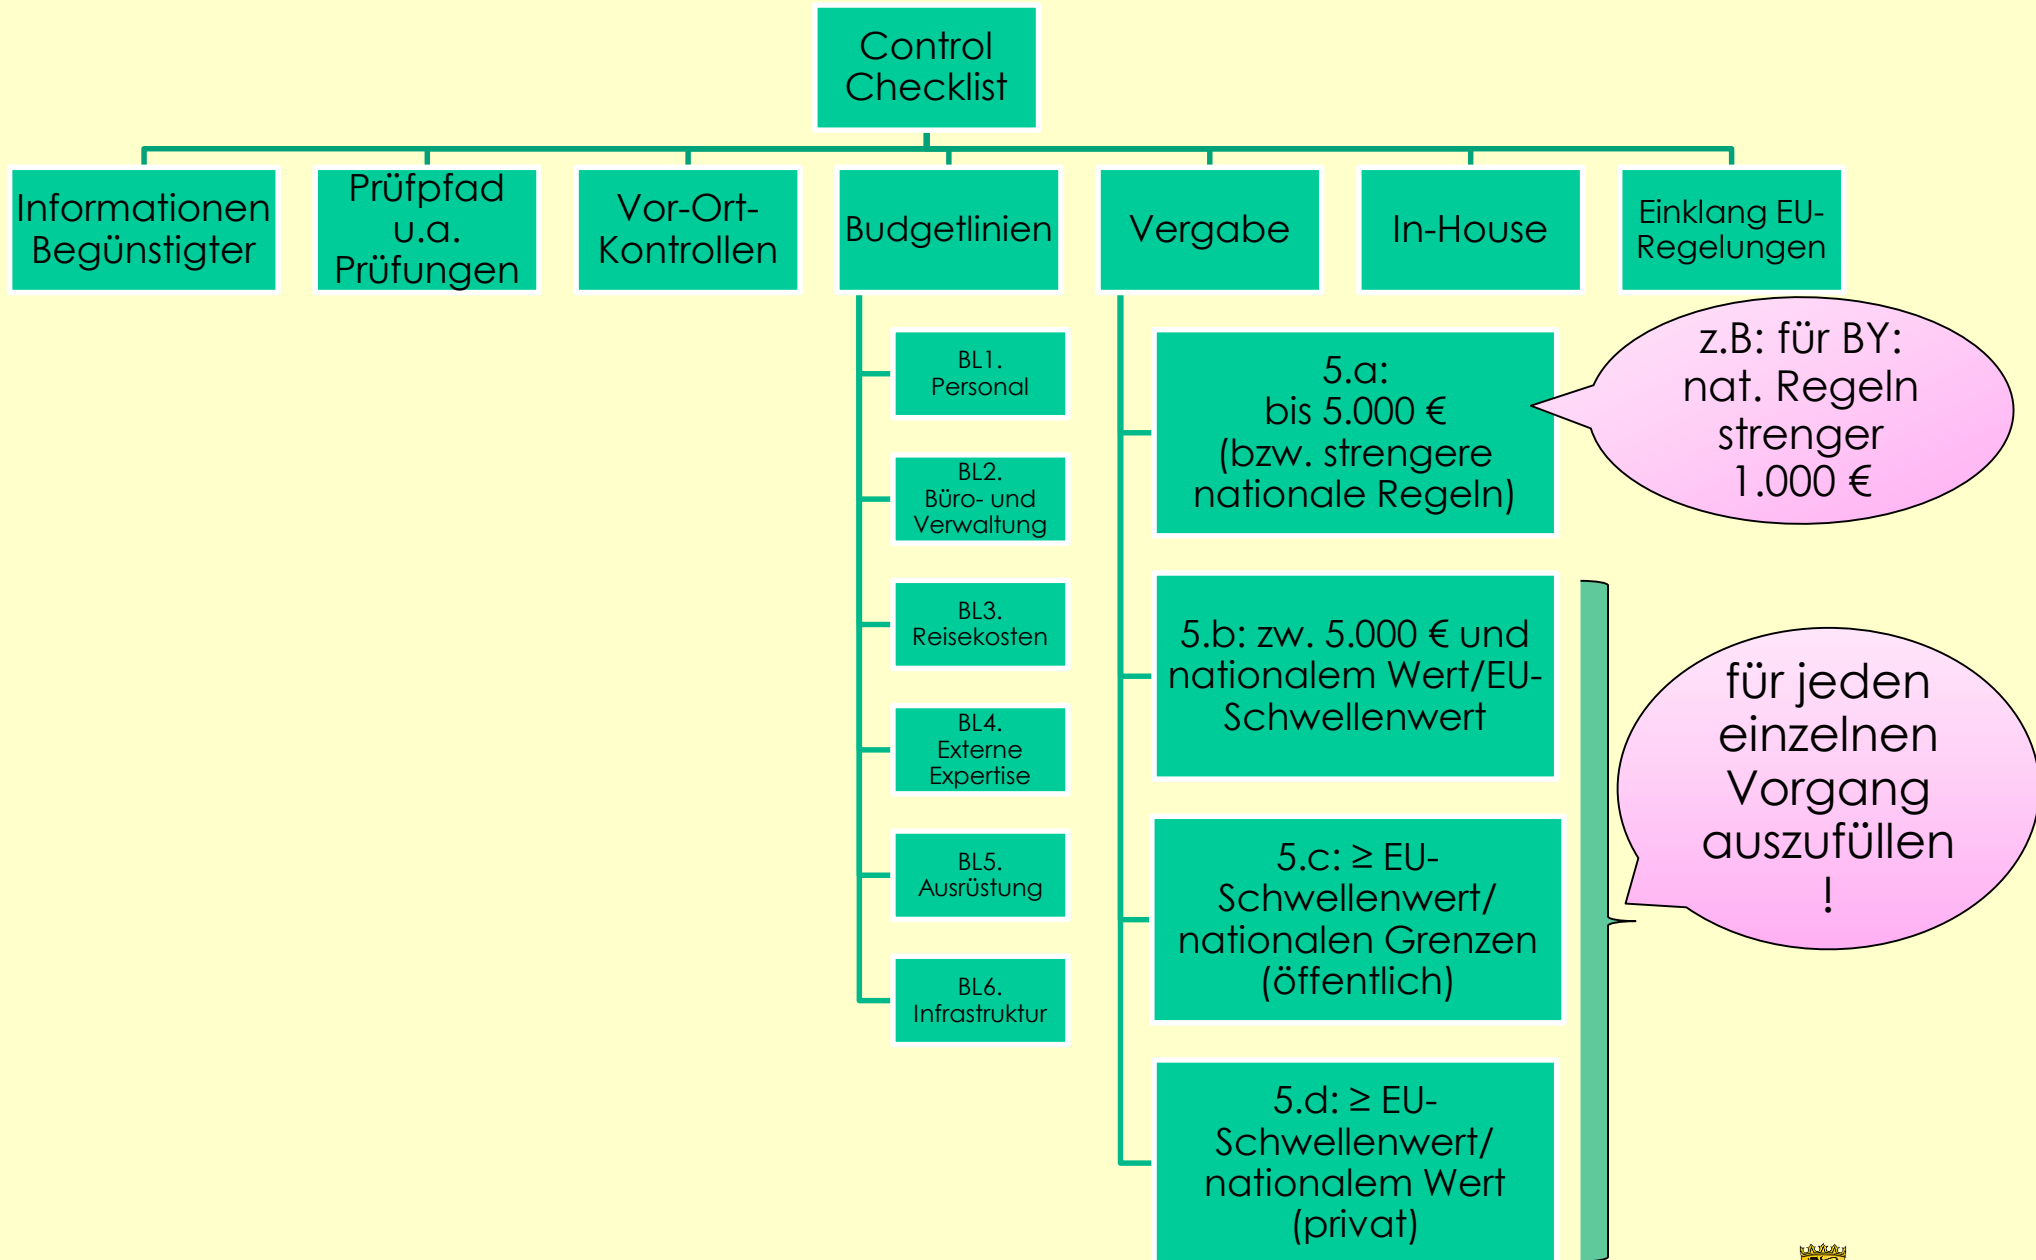 Control
Checklist
Informationen
Begünstigter
Prüfpfad
u.a.
Prüfungen
Vor-Ort-
Kontrollen
Budgetlinien
Vergabe
In-House
Einklang EU-
Regelungen
BL1.
Personal
BL2.
Büro- und
Verwaltung
BL3.
Reisekosten
BL4.
Externe
Expertise
BL5.
Ausrüstung
BL6.
Infrastruktur
5.a:
bis 5.000 €
(bzw. strengere
nationale Regeln)
z.B: für BY:
nat. Regeln
strenger
1.000 €
5.b: zw. 5.000 € und
nationalem Wert/EU-
Schwellenwert
5.c: ≥ EU-
Schwellenwert/
nationalen Grenzen
(öffentlich)
5.d: ≥ EU-
Schwellenwert/
nationalem Wert
(privat)
für jeden
einzelnen
Vorgang
auszufüllen
!